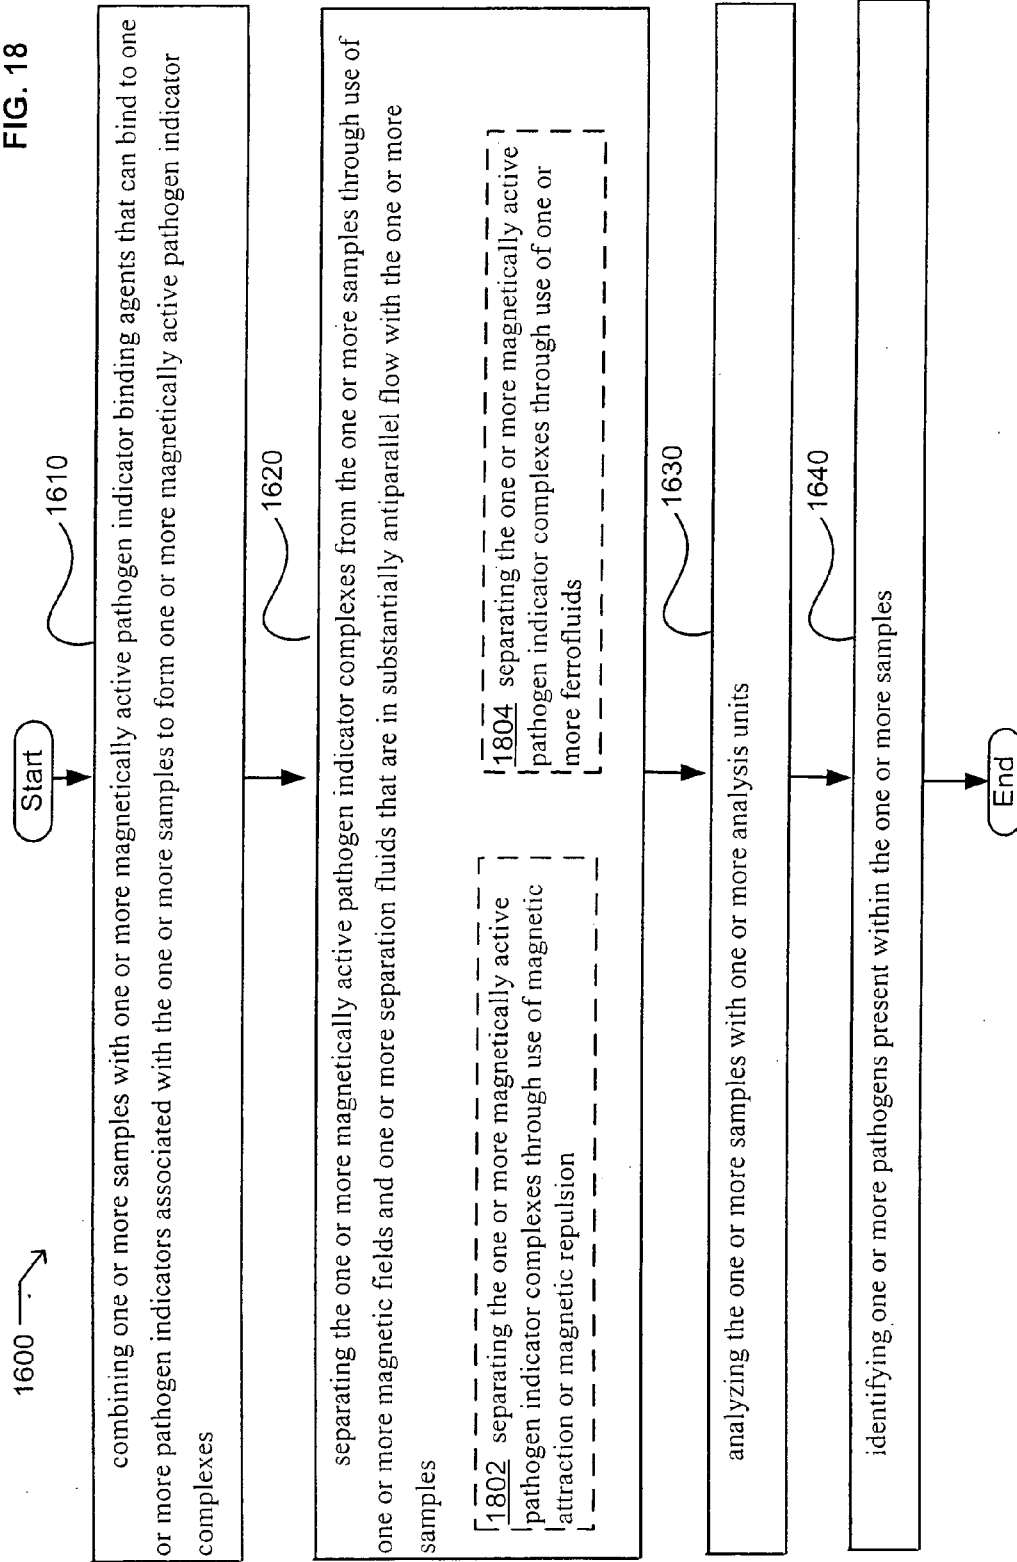 FIG. 18
1600
Start
1610
combining one or more samples with one or more magnetically active pathogen indicator binding agents that can bind to one
or more pathogen indicators associated with the one or more samples to form one or more magnetically active pathogen indicator
complexes
1620
separating the one or more magnetically active pathogen indicator complexes from the one or more samples through use of
one or more magnetic fields and one or more separation fluids that are in substantially antiparallel flow with the one or more
samples
1802 separating the one or more magnetically active
pathogen indicator complexes through use of magnetic
attraction or magnetic repulsion
1804 separating the one or more magnetically active
pathogen indicator complexes through use of one or
more ferrofluids
1630
analyzing the one or more samples with one or more analysis units
1640
identifying one or more pathogens present within the one or more samples
End